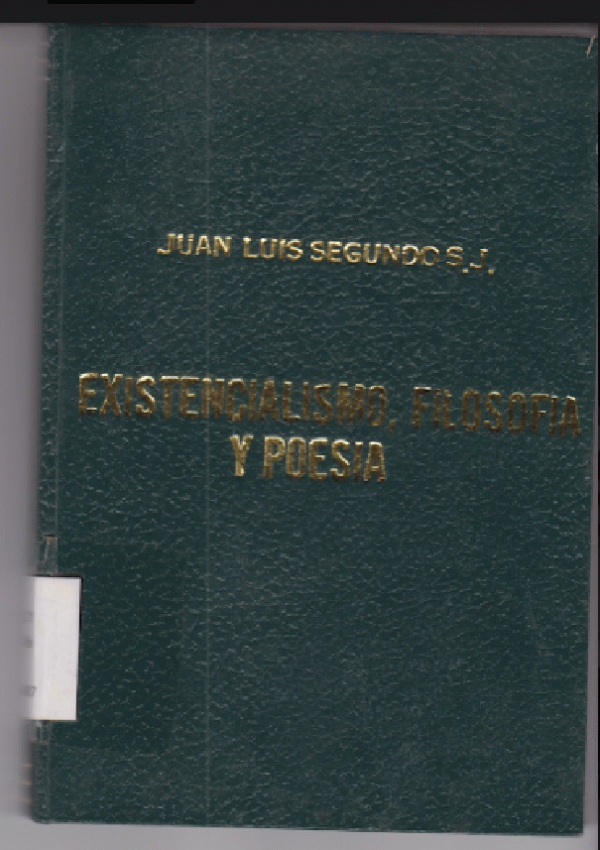 JUAN LUIS SEGUNDO S.J.
EXISTENCIALISMO, FILOSOFIA
Y POESIA